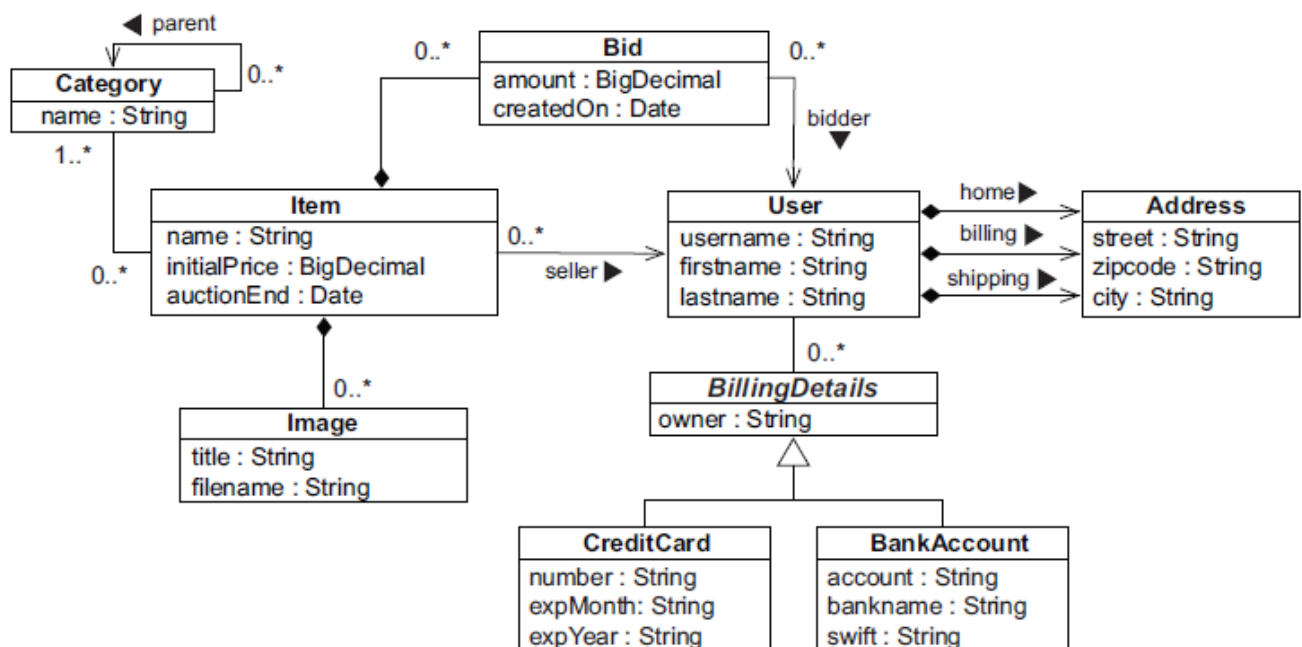 ◀ parent
0..*
Category
name : String
1..*
0..*
0..*
Bid
amount : BigDecimal
createdOn : Date
0..*
bidder
▼
Item
name : String
initialPrice : BigDecimal
auctionEnd : Date
0..*
seller ▶
User
username : String
firstname : String
lastname : String
home ▶
billing ▶
shipping ▶
Address
street : String
zipcode : String
city : String
0..*
Image
title : String
filename : String
0..*
BillingDetails
owner : String
CreditCard
number : String
expMonth: String
expYear : String
BankAccount
account : String
bankname : String
swift : String